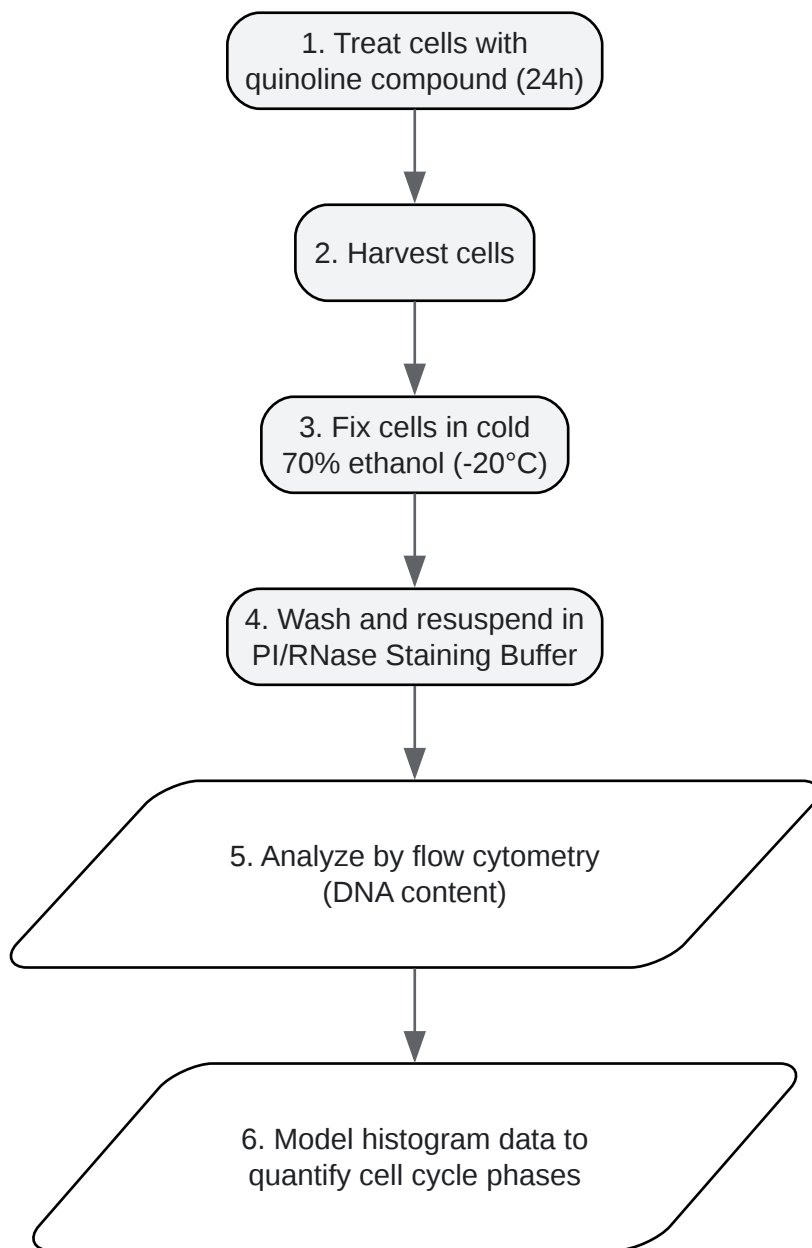 1. Treat cells with
quinoline compound (24h)
2. Harvest cells
3. Fix cells in cold
70% ethanol (-20°C)
4. Wash and resuspend in
PI/RNase Staining Buffer
5. Analyze by flow cytometry
(DNA content)
6. Model histogram data to
quantify cell cycle phases